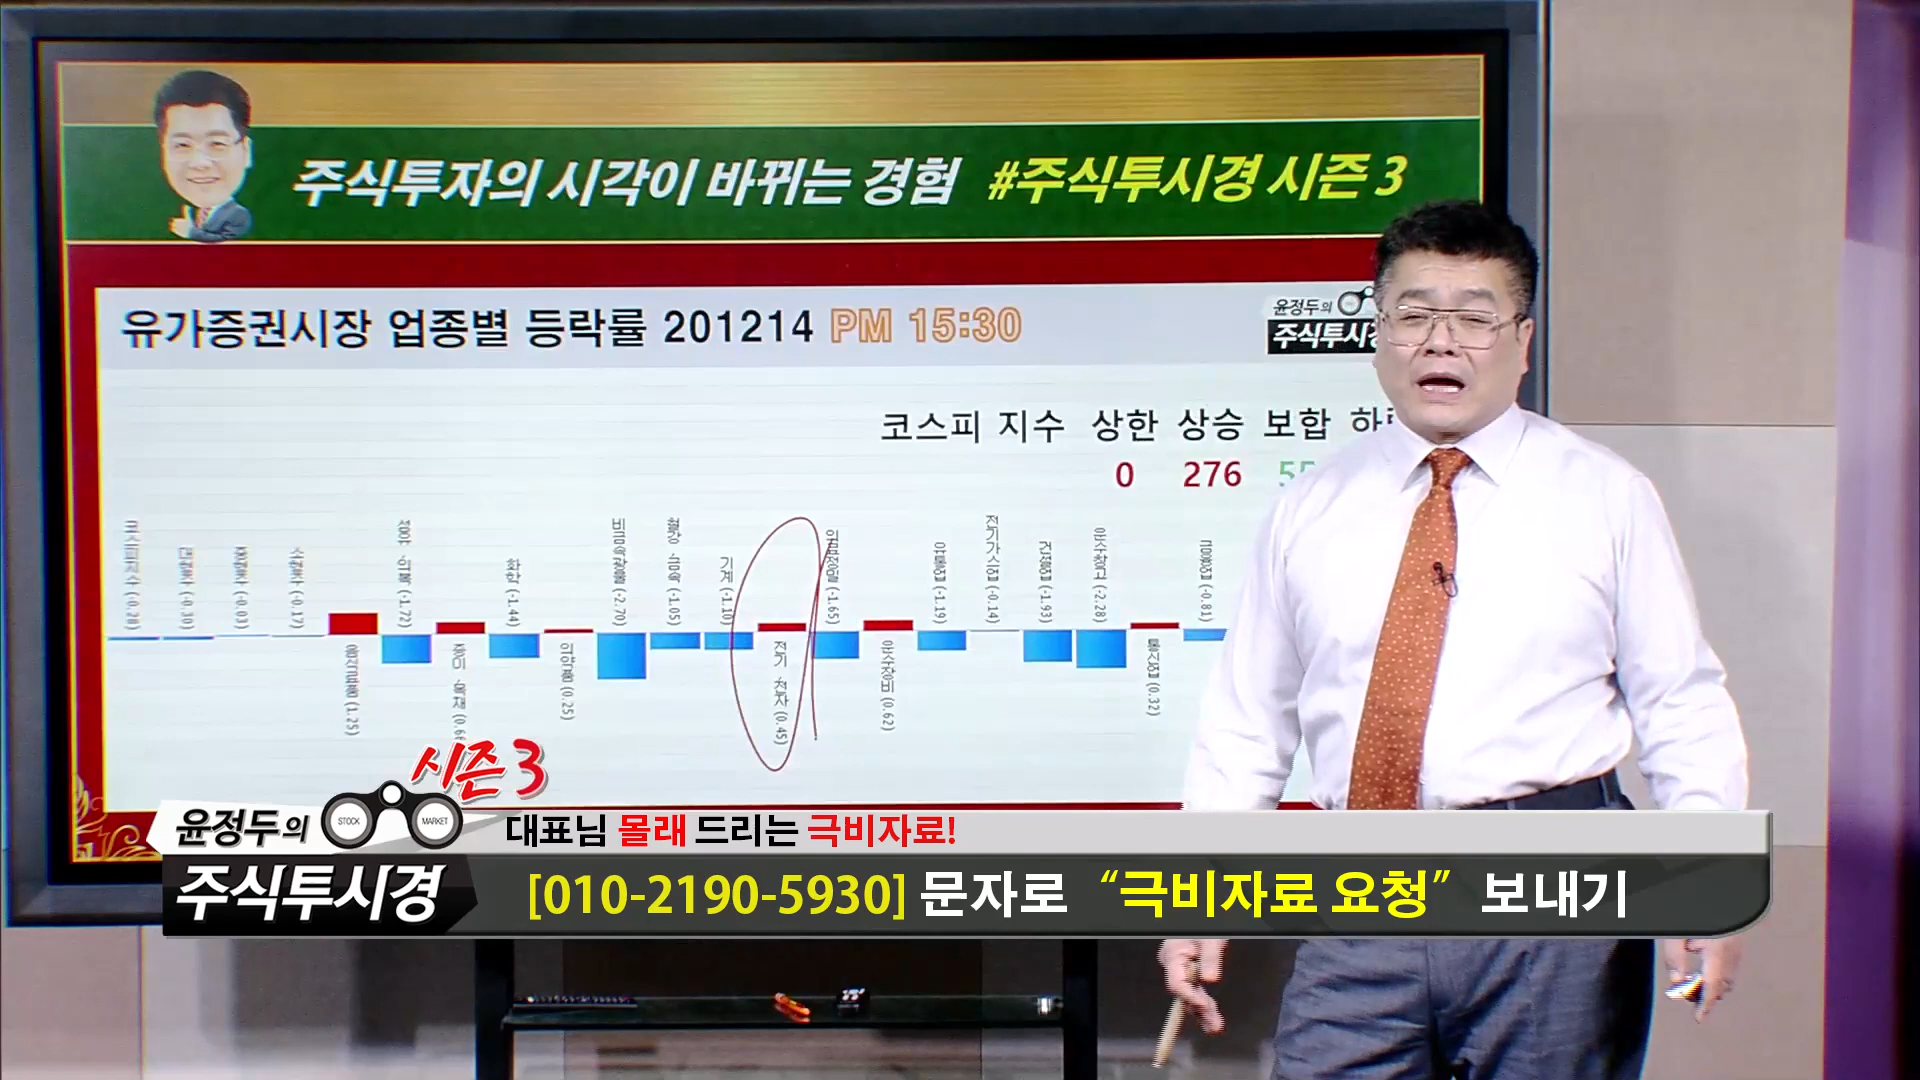 주식투자의 시각이 바뀌는 경험 #주식투시경 시즌 3
유가증권시장 업종별 등락률 201214 PM 15:30
윤정두의
주식투시경
코스피 지수 상한 상승 보합
0 276 55
코스피지수 (-0.28)
대형주 (-0.30)
중형주 (-0.03)
소형주 (-0.17)
음식료품 (1.25)
섬유·의복 (-1.72)
종이·목재
화학 (-1.44)
의약품 (0.25)
비금속광물 (-2.70)
철강·금속 (-1.05)
기계 (-1.10)
전기·전자 (0.45)
의료정밀 (-1.65)
운수장비 (0.62)
유통업 (-1.19)
전기가스업 (-0.14)
건설업 (-1.93)
운수창고 (-2.28)
통신업 (0.32)
금융업 (-0.81)
시즌 3
윤정두의
STOCK MARKET
주식투시경
대표님 몰래 드리는 극비자료!
[010-2190-5930] 문자로 “극비자료 요청” 보내기